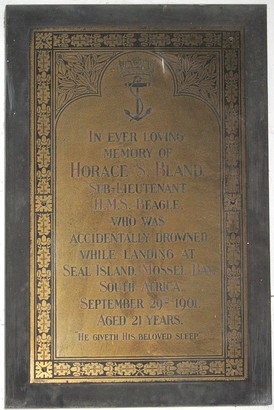 IN EVER LOVING
MEMORY OF
HORACE S. BLAND,
SUB-LIEUTENANT
H.M.S. BEAGLE,
WHO WAS
ACCIDENTALLY DROWNED
WHILE LANDING AT
SEAL ISLAND, MOSSEL BAY
SOUTH AFRICA,
SEPTEMBER 29TH 1901,
AGED 21 YEARS.
"HE GIVETH HIS BELOVED SLEEP."